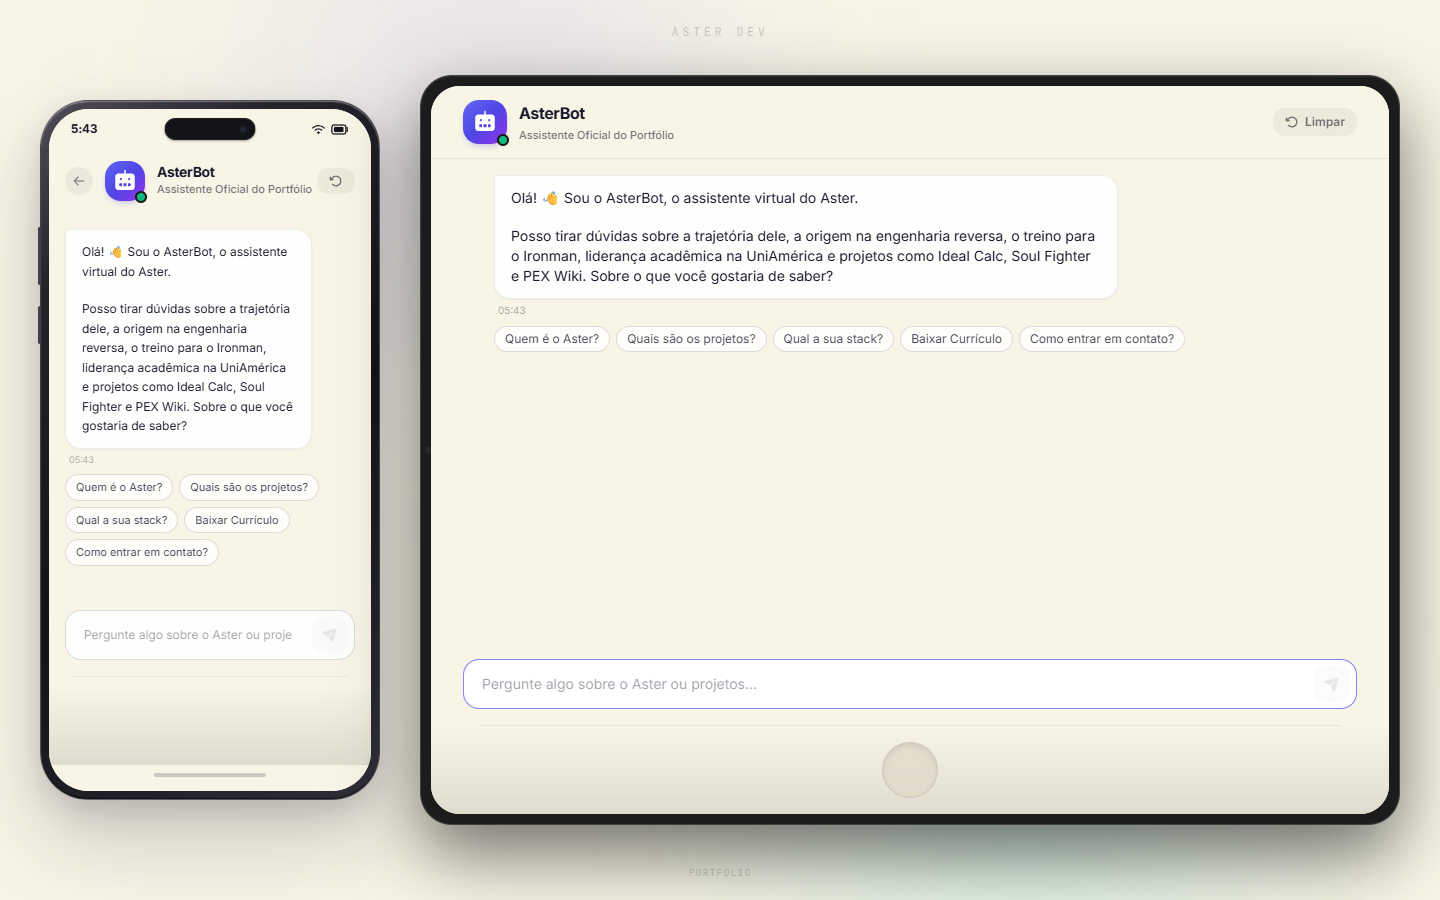 ASTER DEV
5:43
AsterBot
Assistente Oficial do Portfólio
Olá! 👋 Sou o AsterBot, o assistente
virtual do Aster.
Posso tirar dúvidas sobre a trajetória
dele, a origem na engenharia
reversa, o treino para o Ironman,
liderança acadêmica na UniAmérica
e projetos como Ideal Calc, Soul
Fighter e PEX Wiki. Sobre o que você
gostaria de saber?
05:43
Quem é o Aster?
Quais são os projetos?
Qual a sua stack?
Baixar Currículo
Como entrar em contato?
Pergunte algo sobre o Aster ou proje
AsterBot
Assistente Oficial do Portfólio
Limpar
Olá! 👋 Sou o AsterBot, o assistente virtual do Aster.
Posso tirar dúvidas sobre a trajetória dele, a origem na engenharia reversa, o treino para
o Ironman, liderança acadêmica na UniAmérica e projetos como Ideal Calc, Soul Fighter
e PEX Wiki. Sobre o que você gostaria de saber?
05:43
Quem é o Aster?
Quais são os projetos?
Qual a sua stack?
Baixar Currículo
Como entrar em contato?
Pergunte algo sobre o Aster ou projetos...
PORTFOLIO